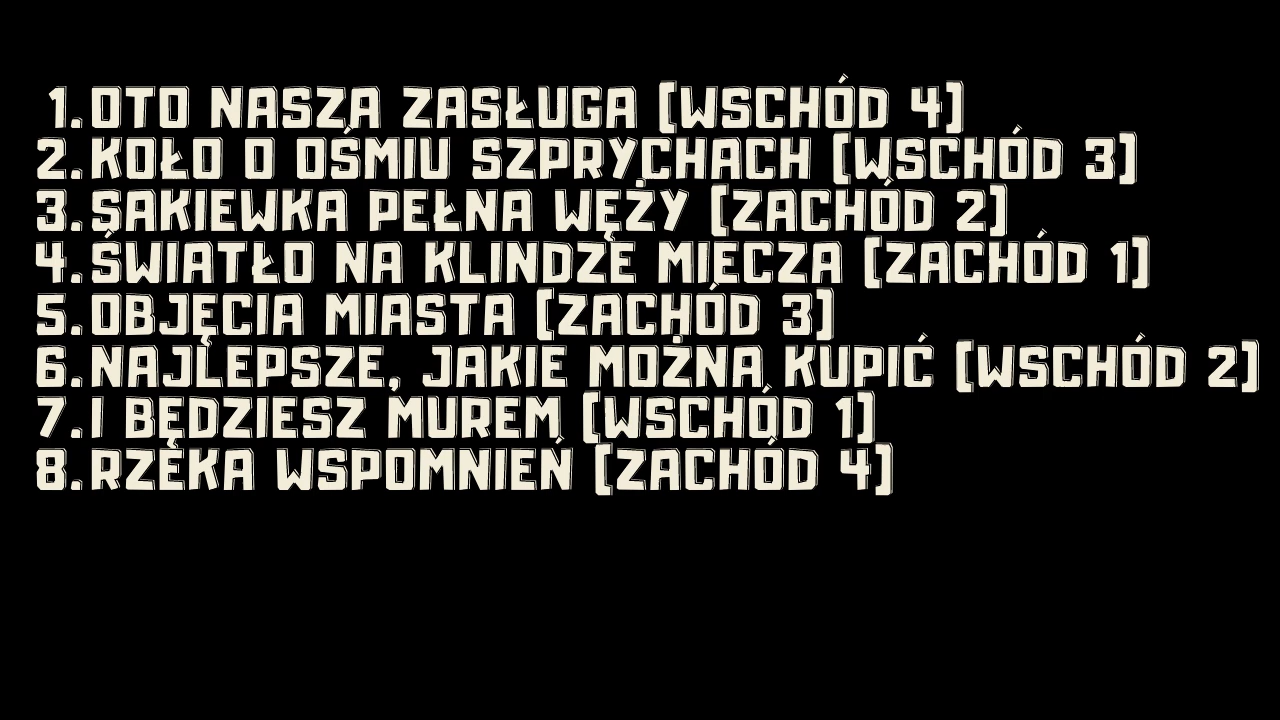 1. OTO NASZA ZASŁUGA [WSCHÓD 4]
2. KOŁO O OŚMIU SZPRYCHACH [WSCHÓD 3]
3. SAKIEWKA PEŁNA WĘŻY [ZACHÓD 2]
4. ŚWIATŁO NA KLINDZE MIECZA [ZACHÓD 1]
5. OBJĘCIA MIASTA [ZACHÓD 3]
6. NAJLEPSZE, JAKIE MOŻNA KUPIĆ [WSCHÓD 2]
7. I BĘDZIESZ MUREM [WSCHÓD 1]
8. RZEKA WSPOMNIEŃ [ZACHÓD 4]